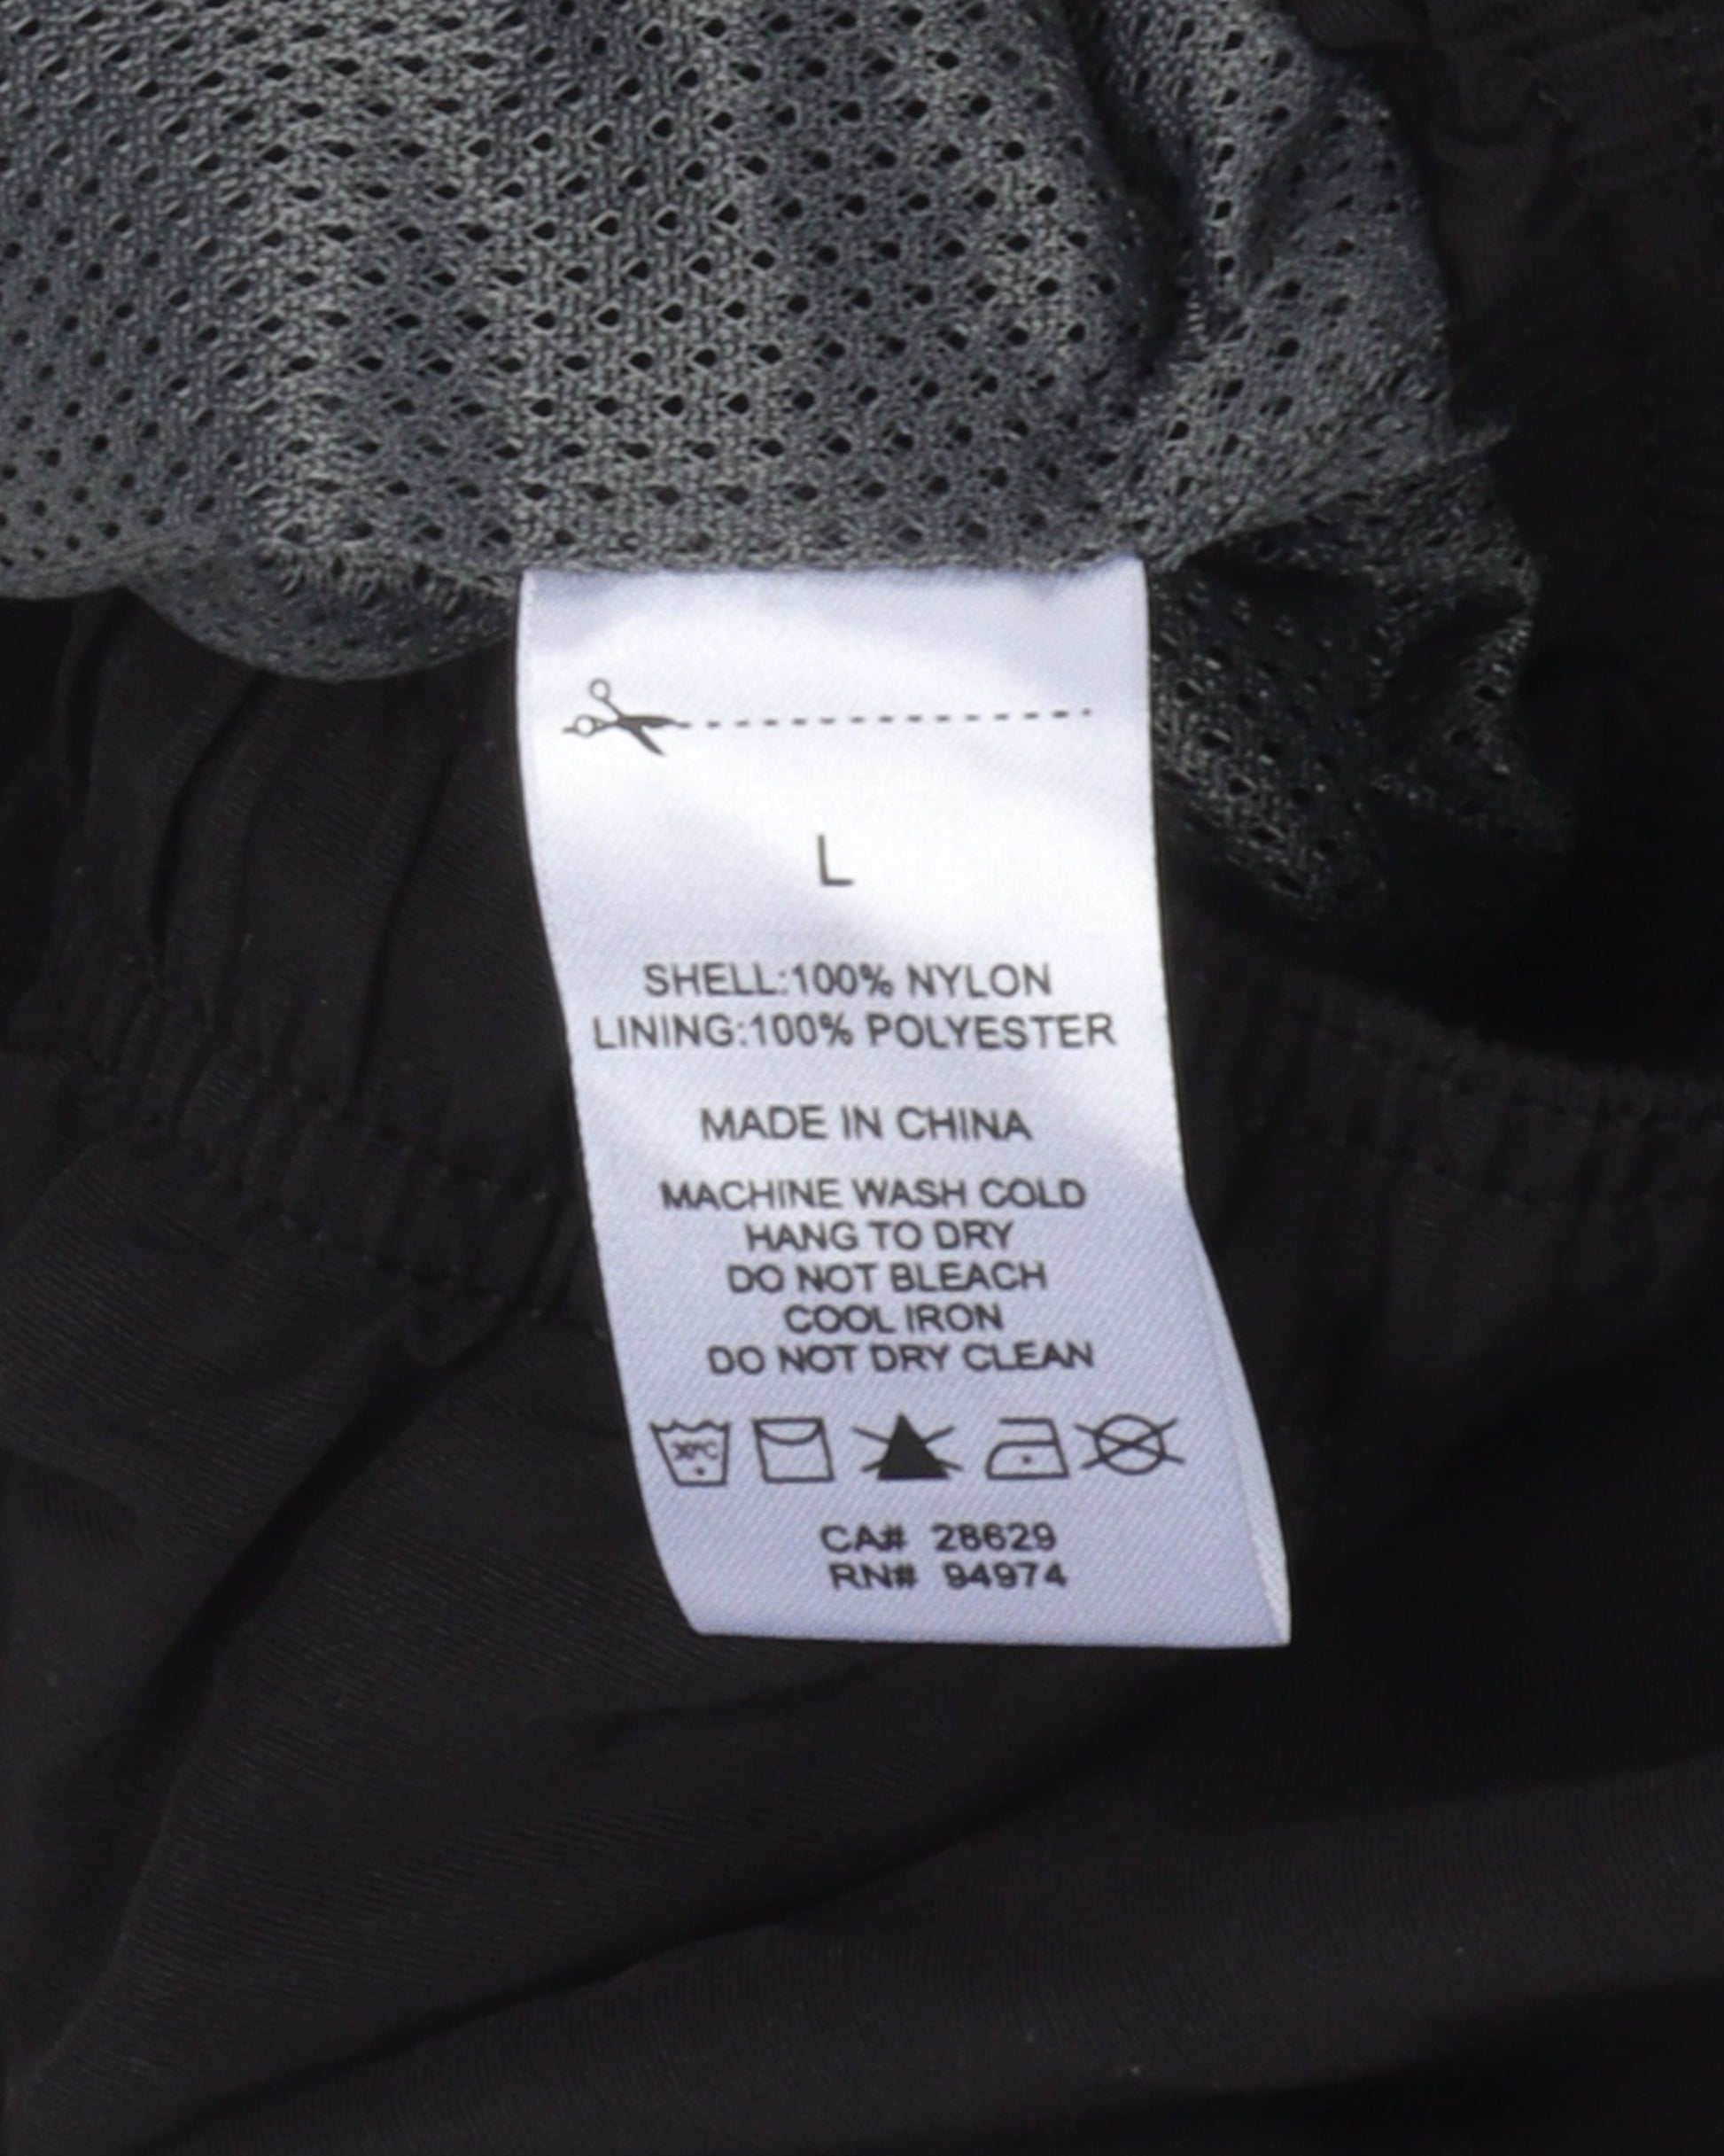 L
SHELL:100% NYLON
LINING:100% POLYESTER
MADE IN CHINA
MACHINE WASH COLD
HANG TO DRY
DO NOT BLEACH
COOL IRON
DO NOT DRY CLEAN
30°C
CA# 28629
RN# 94974